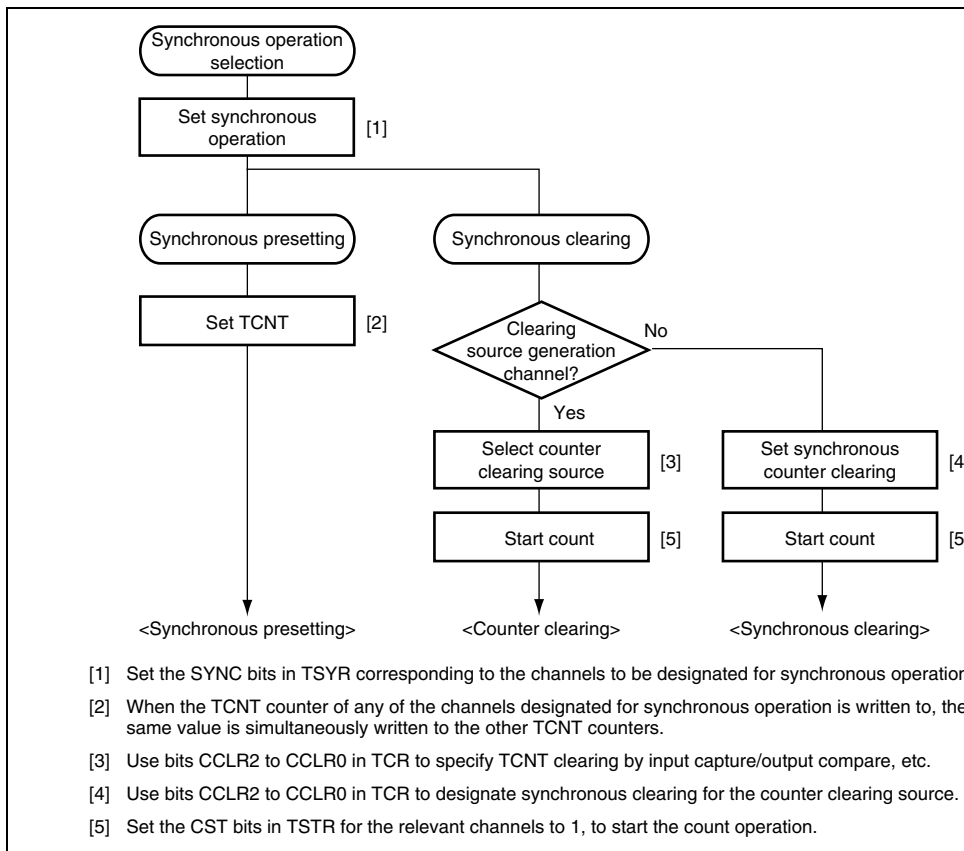 Synchronous operation
selection
Set synchronous
operation
[1]
Synchronous presetting
Synchronous clearing
Set TCNT
[2]
Clearing
source generation
channel?
No
Yes
Select counter
clearing source
[3]
Set synchronous
counter clearing
[4
Start count
[5]
Start count
[5
<Synchronous presetting>
<Counter clearing>
<Synchronous clearing>
[1] Set the SYNC bits in TSYR corresponding to the channels to be designated for synchronous operation
[2] When the TCNT counter of any of the channels designated for synchronous operation is written to, the
same value is simultaneously written to the other TCNT counters.
[3] Use bits CCLR2 to CCLR0 in TCR to specify TCNT clearing by input capture/output compare, etc.
[4] Use bits CCLR2 to CCLR0 in TCR to designate synchronous clearing for the counter clearing source.
[5] Set the CST bits in TSTR for the relevant channels to 1, to start the count operation.